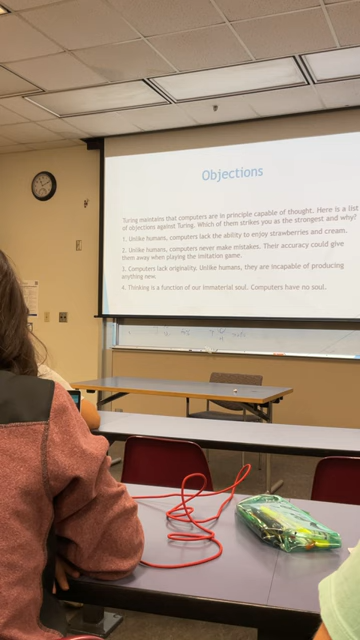 Objections
Turing maintains that computers are in principle capable of thought. Here is a list
of objections against Turing. Which of them strikes you as the strongest and why?
1. Unlike humans, computers lack the ability to enjoy strawberries and cream.
2. Unlike humans, computers never make mistakes. Their accuracy could give
them away when playing the imitation game.
3. Computers lack originality. Unlike humans, they are incapable of producing
anything new.
4. Thinking is a function of our immaterial soul. Computers have no soul.